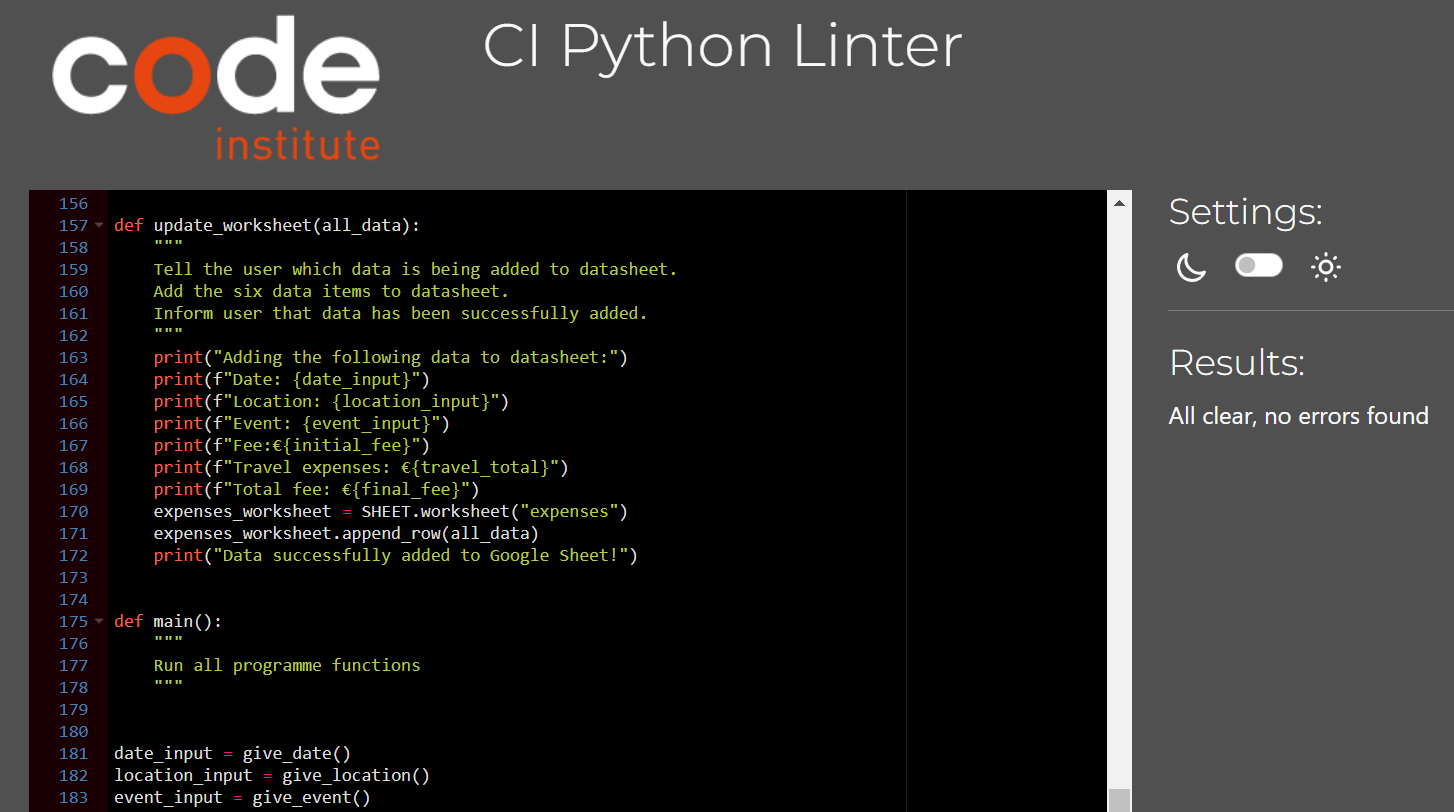 code
institute
CI Python Linter
156
157 def update_worksheet(all_data):
158 """
159 Tell the user which data is being added to datasheet.
160 Add the six data items to datasheet.
161 Inform user that data has been successfully added.
162 """
163 print("Adding the following data to datasheet:")
164 print(f"Date: {date_input}")
165 print(f"Location: {location_input}")
166 print(f"Event: {event_input}")
167 print(f"Fee:€{initial_fee}")
168 print(f"Travel expenses: €{travel_total}")
169 print(f"Total fee: €{final_fee}")
170 expenses_worksheet = SHEET.worksheet("expenses")
171 expenses_worksheet.append_row(all_data)
172 print("Data successfully added to Google Sheet!")
173
174
175 def main():
176 """
177 Run all programme functions
178 """
179
180
181 date_input = give_date()
182 location_input = give_location()
183 event_input = give_event()
Settings:
Results:
All clear, no errors found